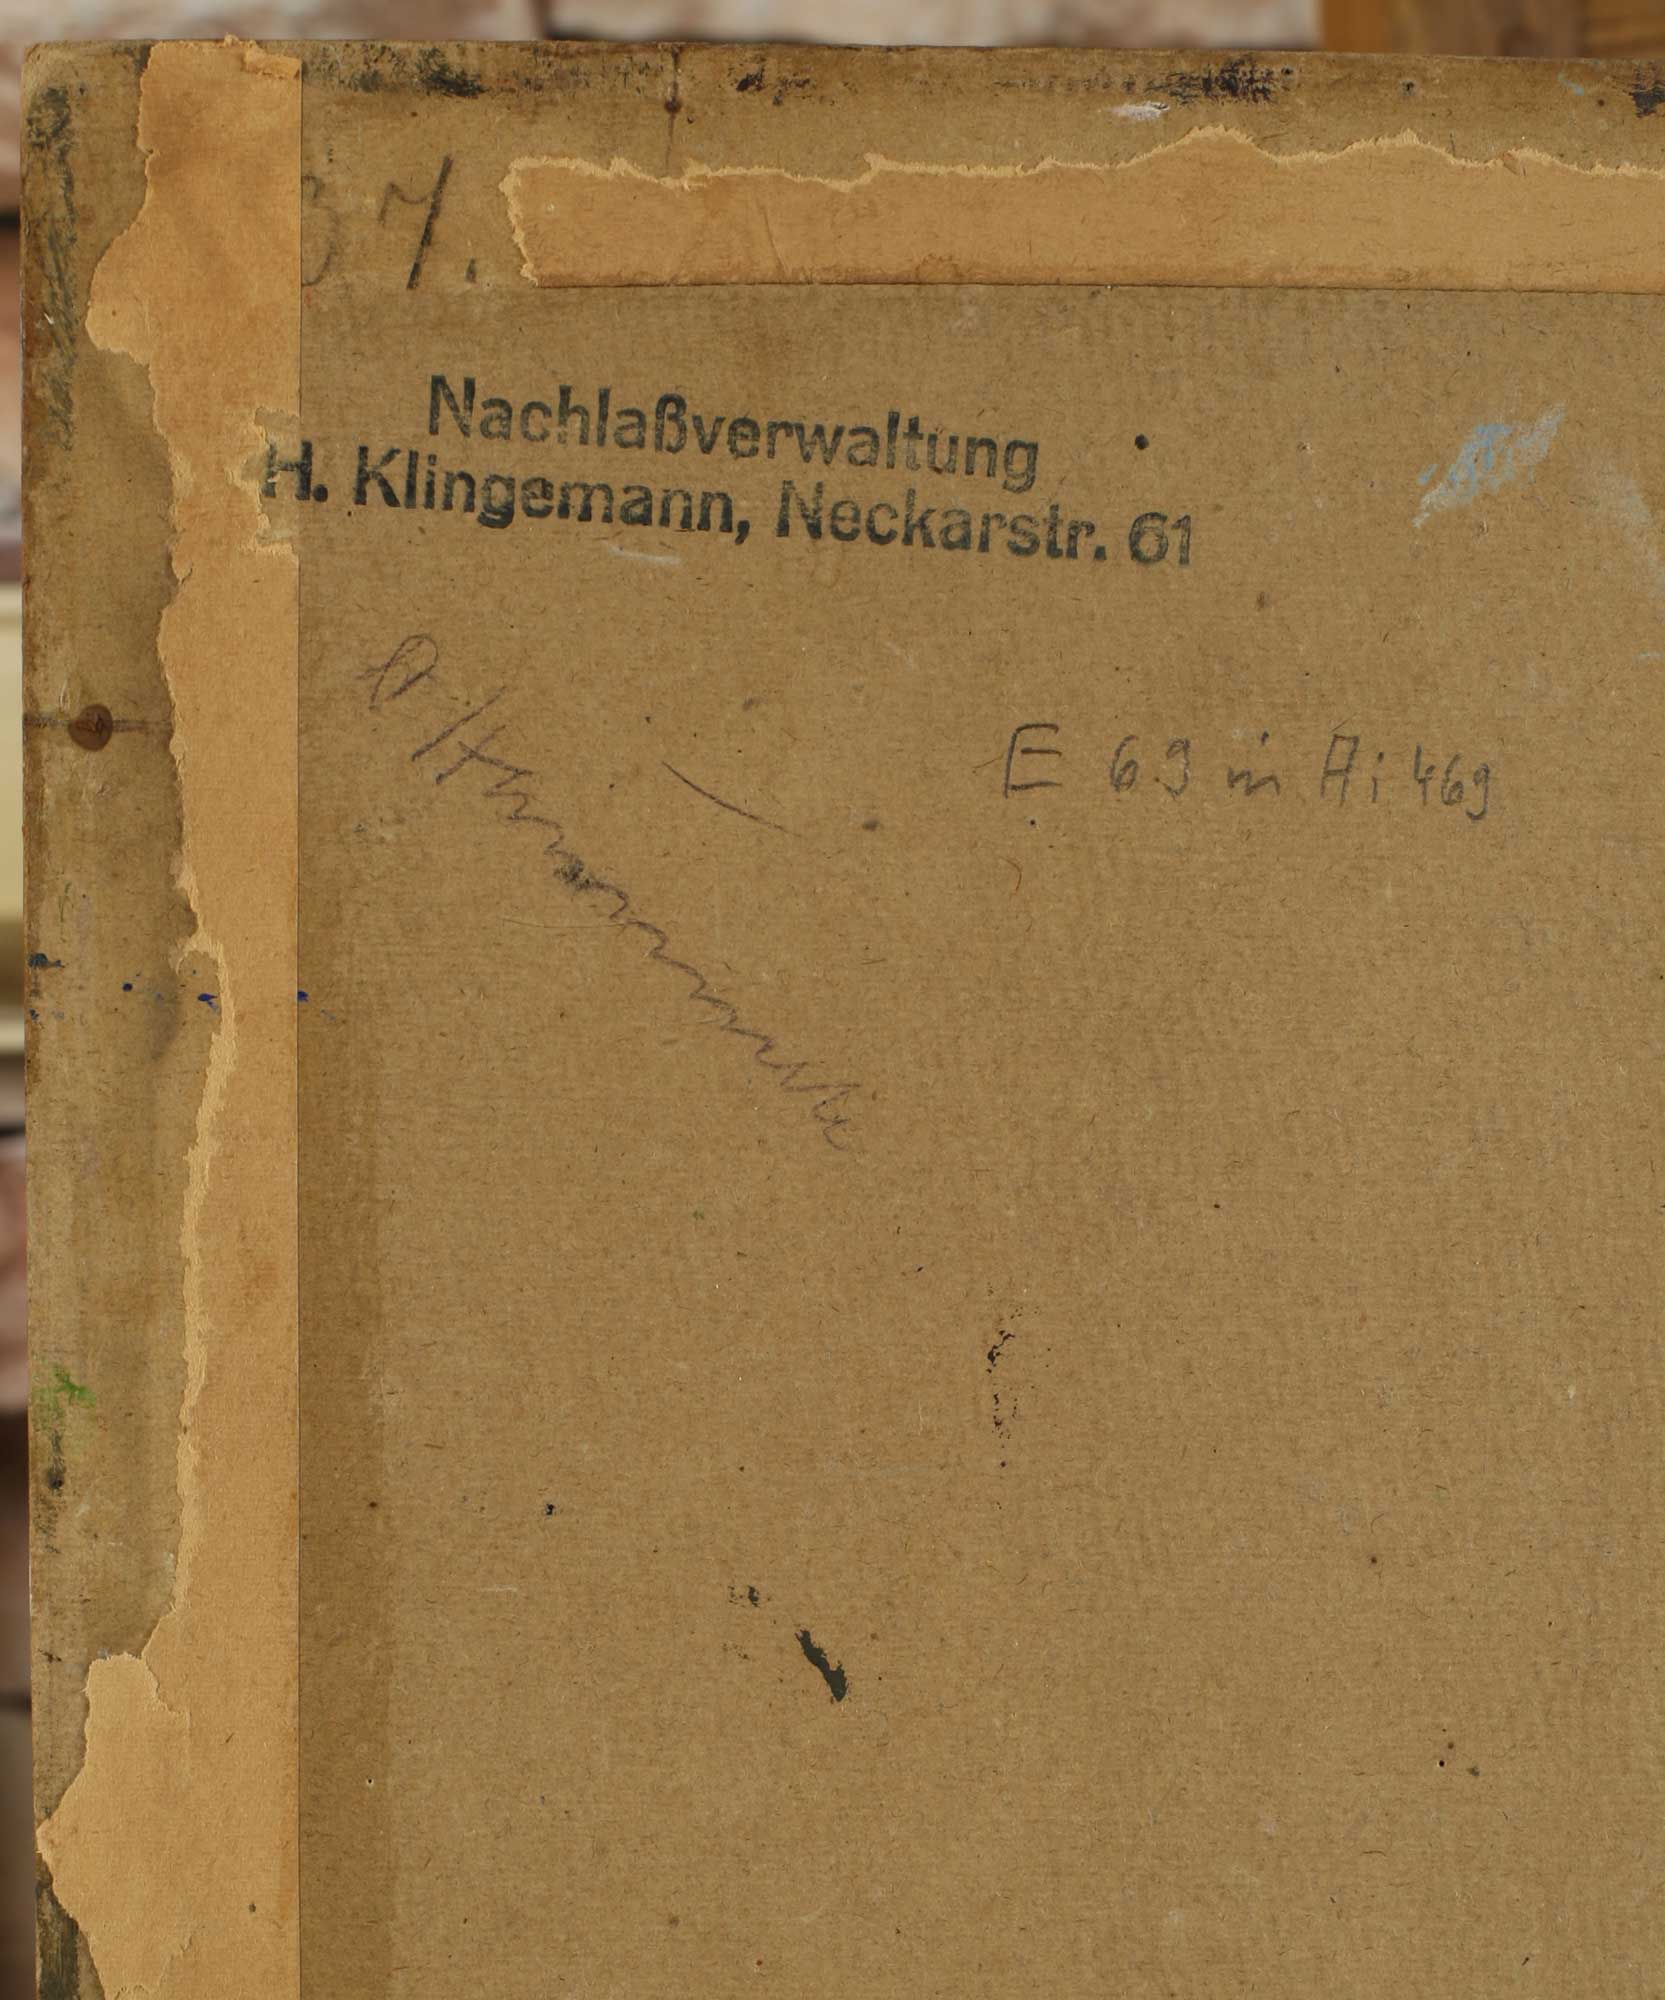 37.
Nachlaßverwaltung
H. Klingemann, Neckarstr. 61
E 69 in Ai 469